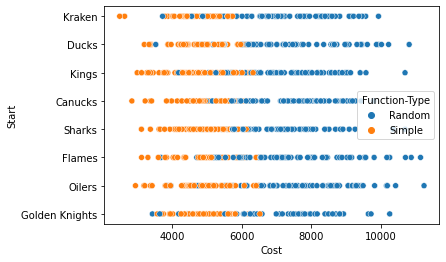 Kraken
Ducks
Kings
Canucks
Sharks
Flames
Oilers
Golden Knights
Start
Function-Type
Random
Simple
4000 6000 8000 10000
Cost